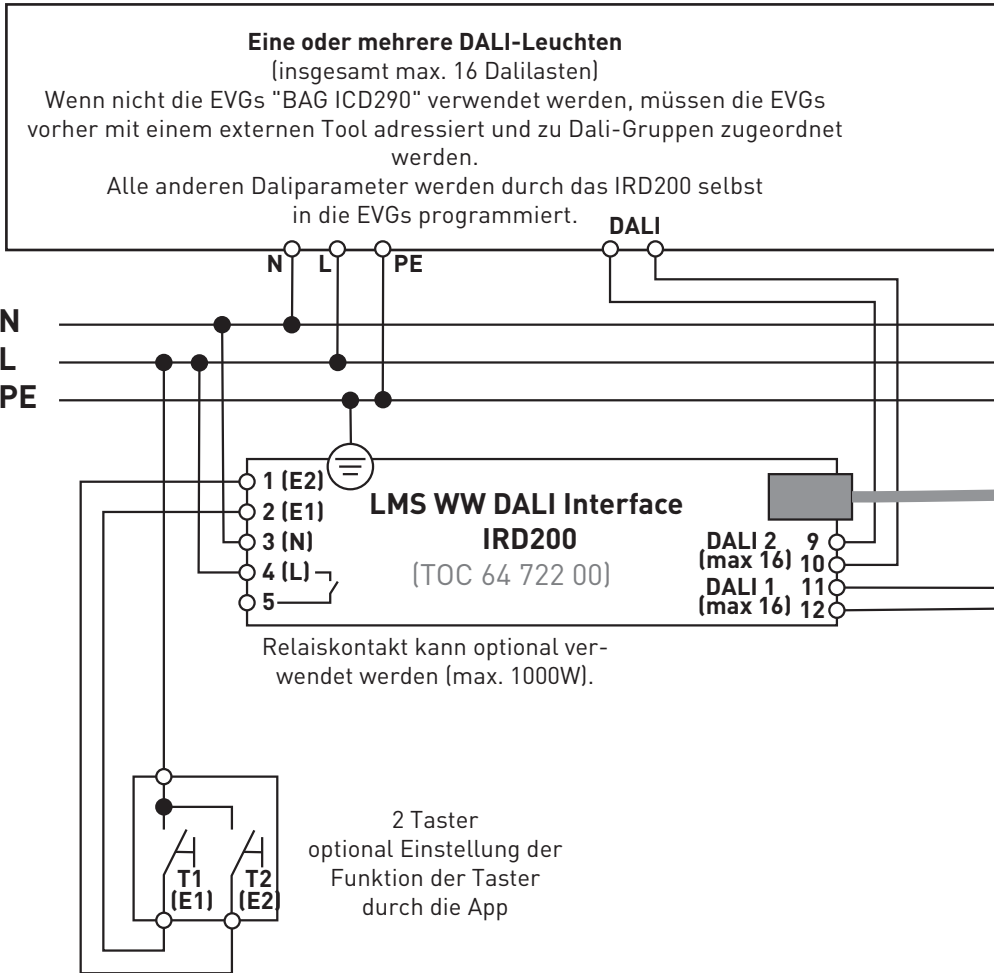 Eine oder mehrere DALI-Leuchten
(insgesamt max. 16 Dalilasten)
Wenn nicht die EVGs "BAG ICD290" verwendet werden, müssen die EVGs
vorher mit einem externen Tool adressiert und zu Dali-Gruppen zugeordnet
werden.
Alle anderen Daliparameter werden durch das IRD200 selbst
in die EVGs programmiert.
DALI
N L PE
N
L
PE
1 (E2)
2 (E1)
3 (N)
4 (L)
5
LMS WW DALI Interface
IRD200
(TOC 64 722 00)
DALI 2 9
(max 16) 10
DALI 1 11
(max 16) 12
Relaiskontakt kann optional ver-
wendet werden (max. 1000W).
2 Taster
optional Einstellung der
Funktion der Taster
durch die App
T1 T2
(E1) (E2)